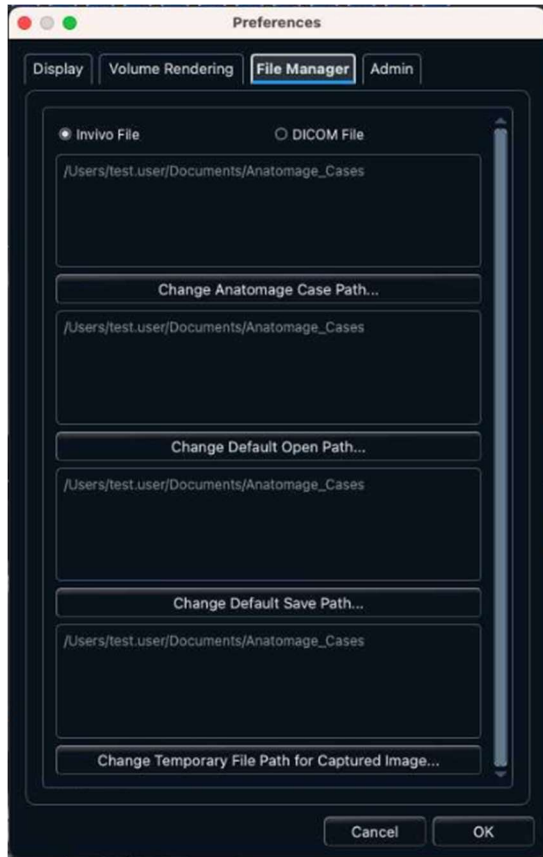 Preferences
Display Volume Rendering File Manager Admin
Invivo File DICOM File
/Users/test.user/Documents/Anatomage_Cases
Change Anatomage Case Path...
/Users/test.user/Documents/Anatomage_Cases
Change Default Open Path...
/Users/test.user/Documents/Anatomage_Cases
Change Default Save Path...
/Users/test.user/Documents/Anatomage_Cases
Change Temporary File Path for Captured Image...
Cancel OK